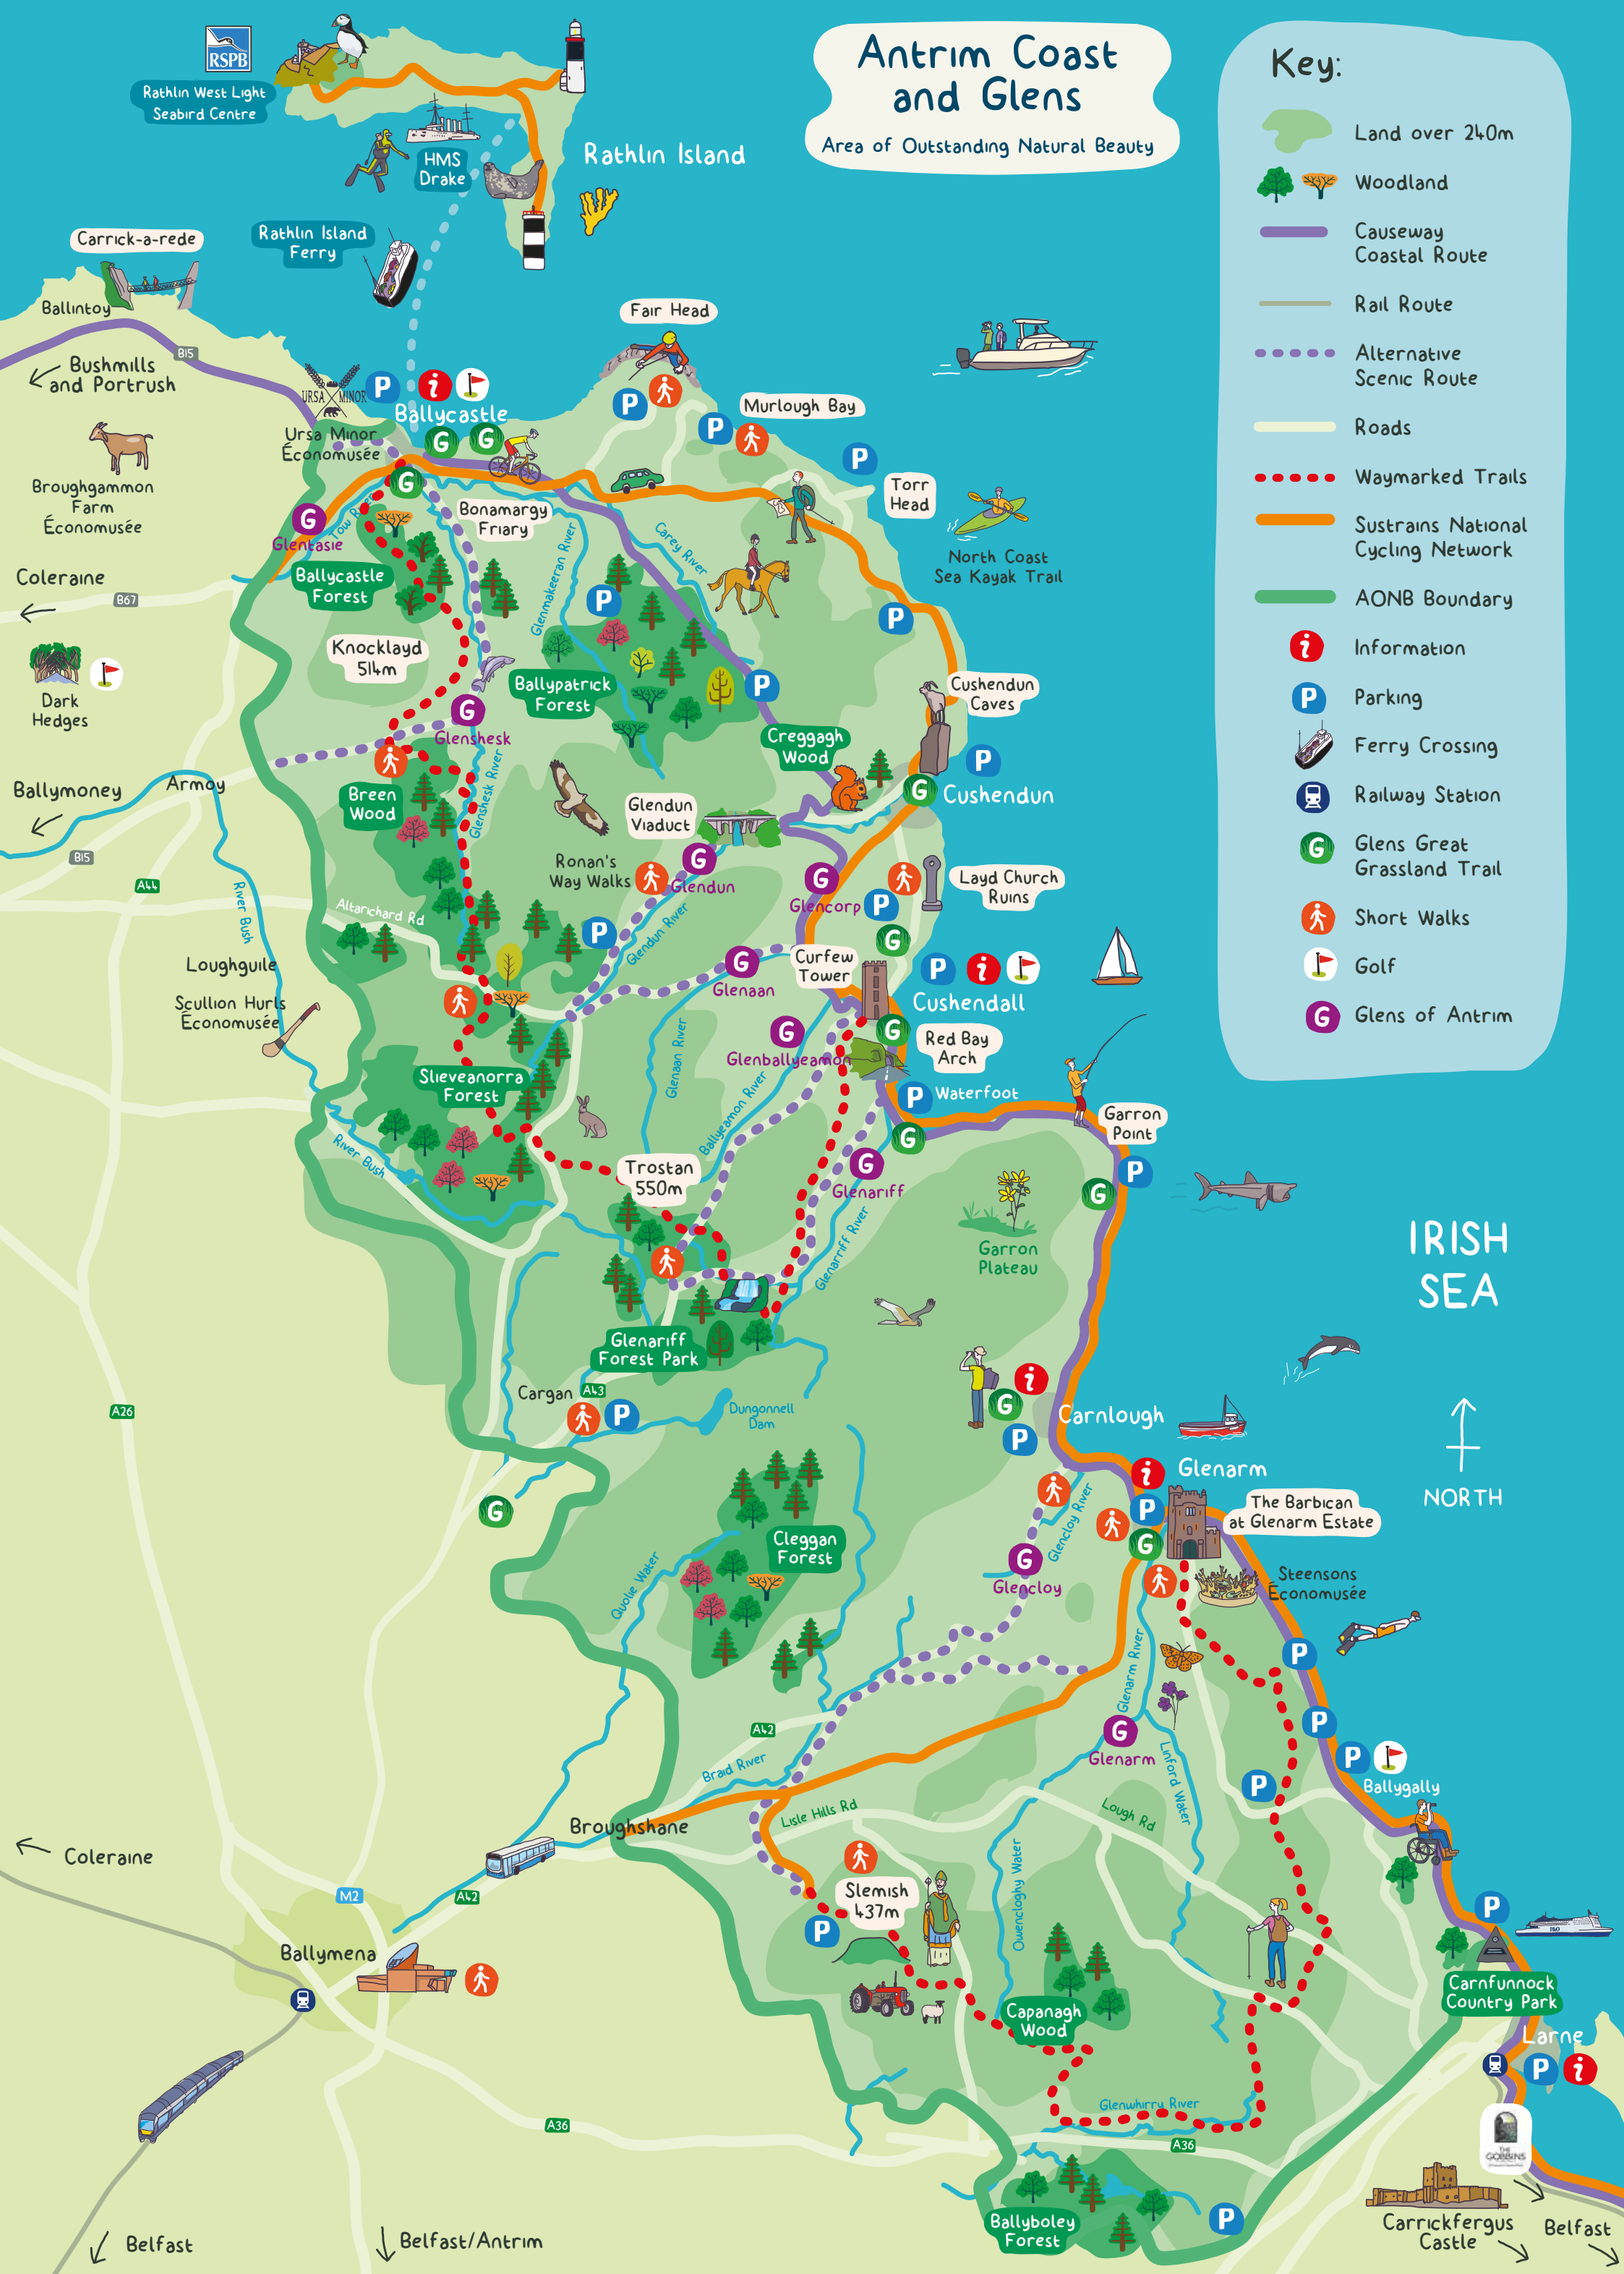 Antrim Coast
and Glens
Area of Outstanding Natural Beauty
Key:
Land over 240m
Woodland
Causeway
Coastal Route
Rail Route
Alternative
Scenic Route
Roads
Waymarked Trails
Sustrains National
Cycling Network
AONB Boundary
i
Information
P
Parking
Ferry Crossing
Railway Station
G
Glens Great
Grassland Trail
Short Walks
Golf
G
Glens of Antrim
RSPB
Rathlin West Light
Seabird Centre
HMS
Drake
Rathlin Island
Rathlin Island
Ferry
Carrick-a-rede
Ballintoy
B15
Bushmills
and Portrush
URSA MINOR
P
i
Ballycastle
G
G
Ursa Minor
Économusée
Fair Head
P
Murlough Bay
P
P
Torr
Head
North Coast
Sea Kayak Trail
Broughgammon
Farm
Économusée
G
Glentasie
Tow River
G
Bonamargy
Friary
Glenmakeeran River
Carey River
Coleraine
B67
Ballycastle
Forest
P
P
Knocklayd
514m
Dark
Hedges
Ballypatrick
Forest
P
G
Glenshesk
Cushendun
Caves
Creggagh
Wood
P
G
Cushendun
Ballymoney
Armoy
Breen
Wood
Glenshesk River
Glendun
Viaduct
B15
A44
Ronan's
Way Walks
G
Glendun
G
Glencorp
P
Layd Church
Ruins
River Bush
Altarichard Rd
P
Glendun River
G
Loughguile
G
Glenaan
Curfew
Tower
P
i
Cushendall
Scullion Hurls
Économusée
G
Glenballyeamon
G
Red Bay
Arch
Glenaan River
Slieveanorra
Forest
Ballyeamon River
P
Waterfoot
G
Garron
Point
P
River Bush
Trostan
550m
G
Glenariff
G
Garron
Plateau
Glenarriff River
IRISH
SEA
Glenariff
Forest Park
Cargan
A43
P
Dungonnell
Dam
A26
i
G
P
Carnlough
NORTH
G
i
Glenarm
P
The Barbican
at Glenarm Estate
G
Cleggan
Forest
Quolie Water
G
Glencloy
Glencloy River
Steensons
Économusée
P
Glenarm River
P
A42
G
Glenarm
Braid River
Linford Water
P
P
Ballygally
Broughshane
Lisle Hills Rd
Lough Rd
Coleraine
M2
A42
Slemish
437m
P
Owencloghy Water
P
Ballymena
Carnfunnock
Country Park
Capanagh
Wood
Larne
P
i
Glenwhirry River
A36
A36
THE
GOBBINS
Ballyboley
Forest
P
Carrickfergus
Castle
Belfast
Belfast
Belfast/Antrim
P&O